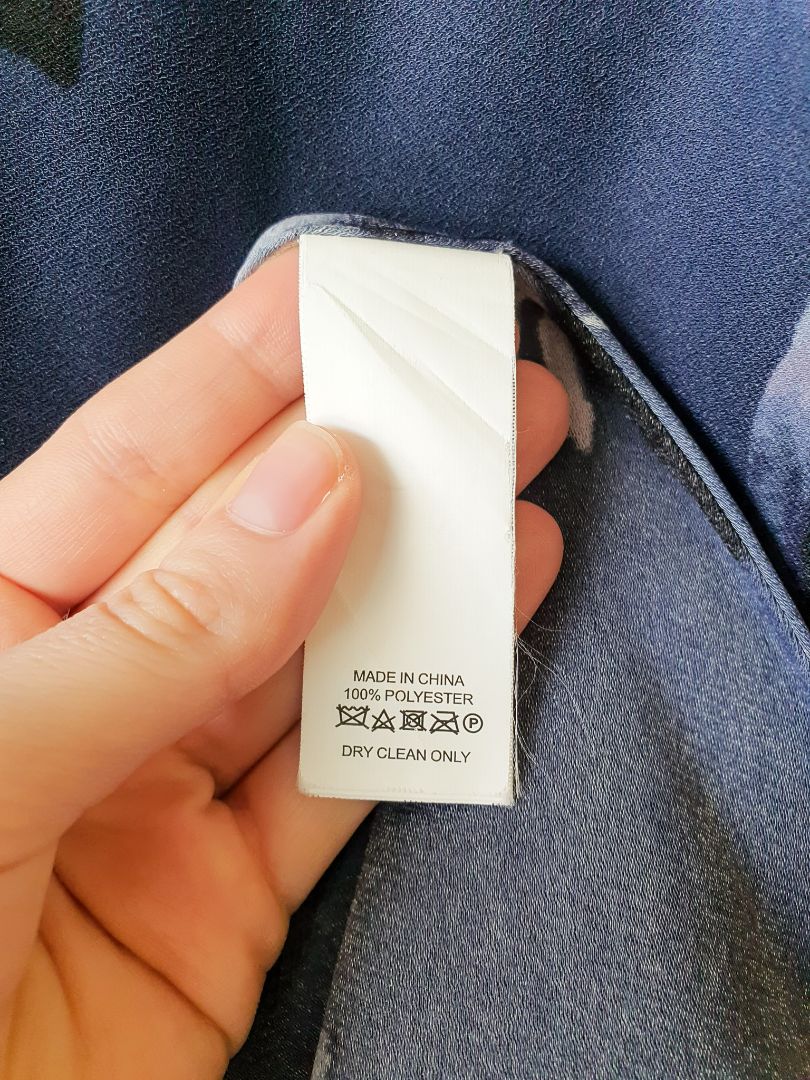 MADE IN CHINA
100% POLYESTER
P
DRY CLEAN ONLY